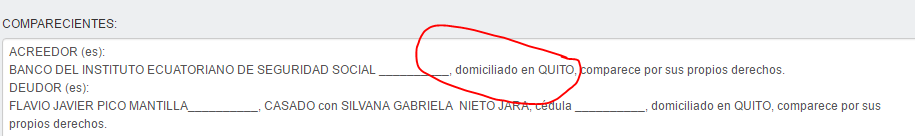 COMPARECIENTES:
ACREEDOR (es):
BANCO DEL INSTITUTO ECUATORIANO DE SEGURIDAD SOCIAL __________, domiciliado en QUITO, comparece por sus propios derechos.
DEUDOR (es):
FLAVIO JAVIER PICO MANTILLA__________, CASADO con SILVANA GABRIELA  NIETO JARA, cédula __________, domiciliado en QUITO, comparece por sus
propios derechos.